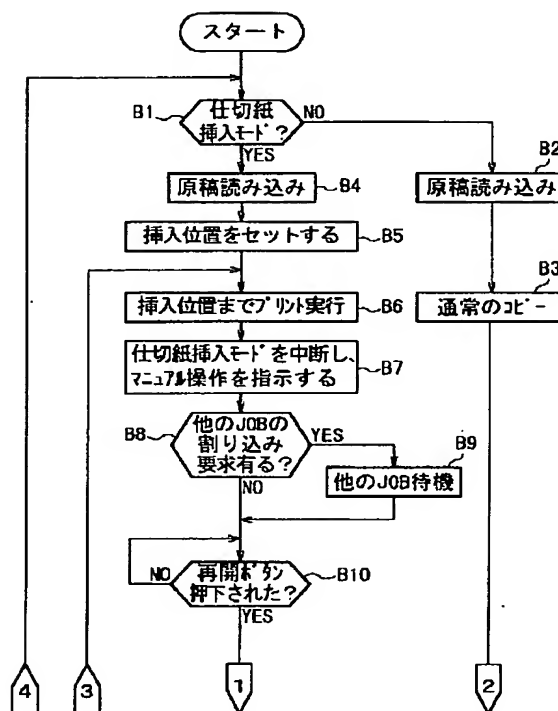 スタート
B1
仕切紙
挿入ﾓｰﾄﾞ?
NO
YES
B2
原稿読み込み
B4
原稿読み込み
挿入位置をセットする
B5
B3
通常のｺﾋﾟｰ
挿入位置までﾌﾟﾘﾝﾄ実行
B6
仕切紙挿入モードを中断し、
ﾏﾆｭｱﾙ操作を指示する
B7
B8
他のJOBの
割り込み
要求有る?
YES
NO
B9
他のJOB待機
再開ﾎﾞﾀﾝ
押下された?
NO
B10
YES
4
3
1
2